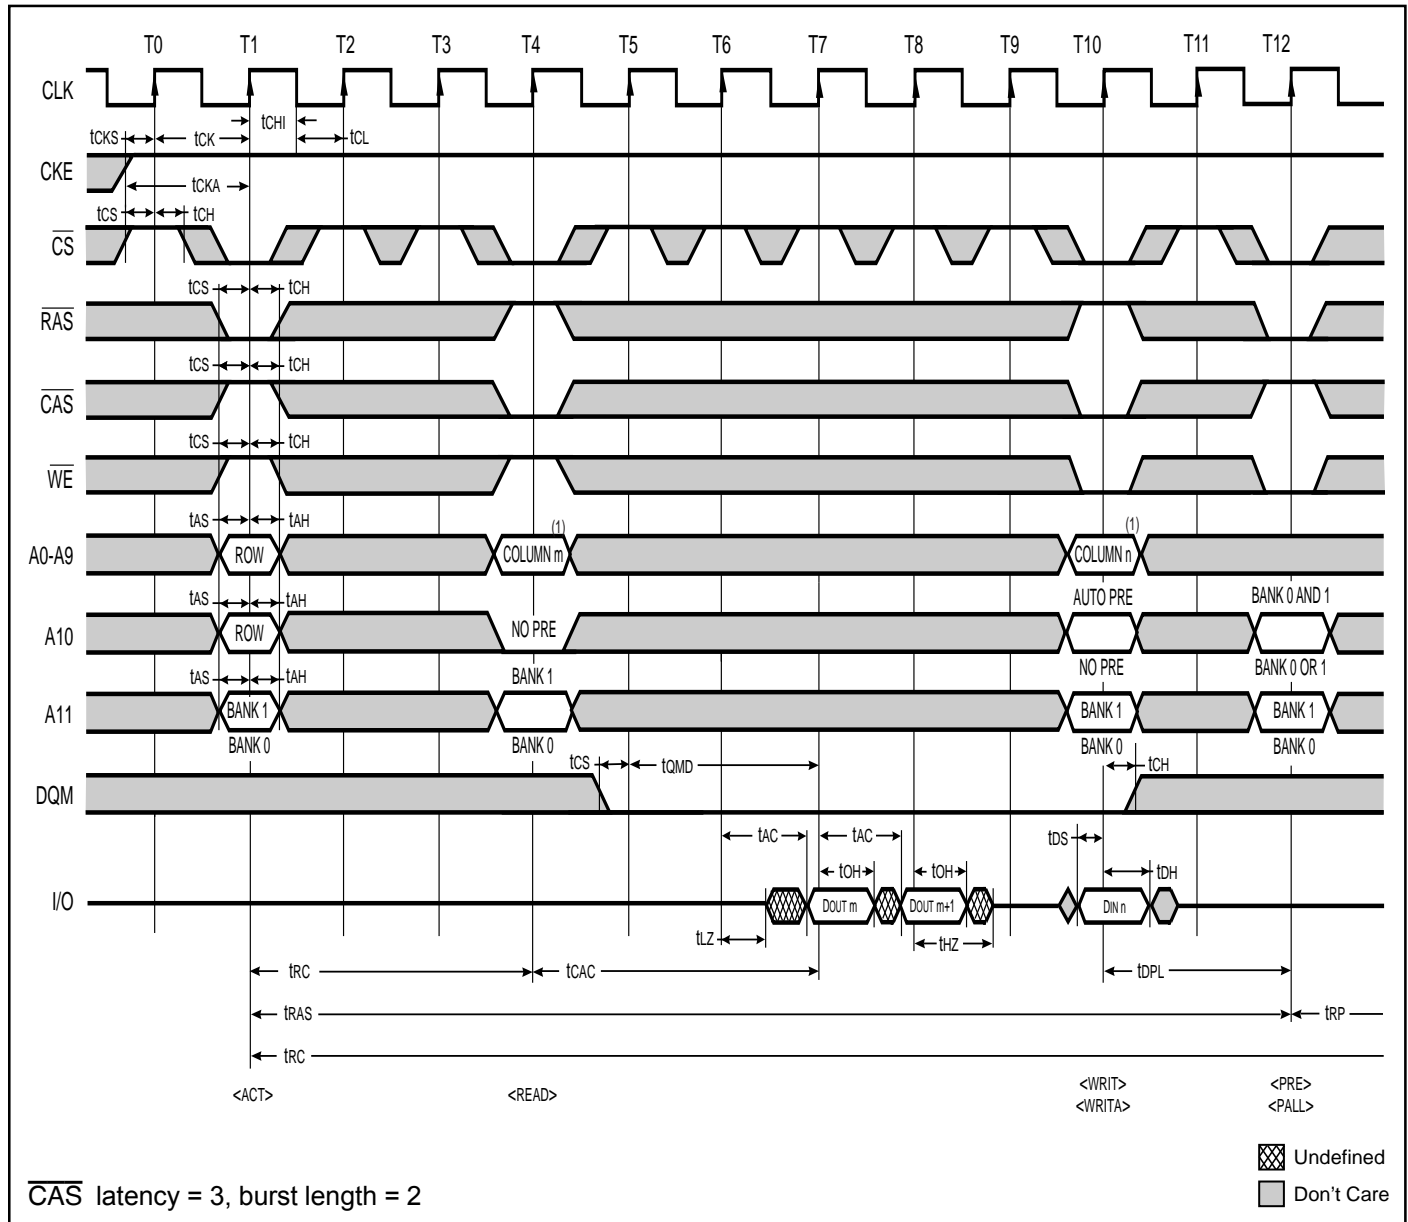 T0 T1 T2 T3 T4 T5 T6 T7 T8 T9 T10 T11 T12
CLK
tCHI
tCKS tCK tCL
CKE
tCKA
tCS tCH
CS
tCS tCH
RAS
tCS tCH
CAS
tCS tCH
WE
tAS tAH (1) (1)
A0-A9 ROW COLUMN m COLUMN n
tAS tAH AUTO PRE BANK 0 AND 1
A10 ROW NO PRE
tAS tAH BANK 1 NO PRE BANK 0 OR 1
A11 BANK 1 BANK 1 BANK 1
BANK 0 BANK 0 BANK 0 BANK 0
tCS tQMD tCH
DQM
tAC tAC tDS
tOH tOH tDH
I/O DOUT m DOUT m+1 DIN n
tLZ tHZ
tRC tCAC tDPL
tRAS tRP
tRC
<ACT> <READ> <WRIT> <PRE>
<WRITA> <PALL>
Undefined
CAS latency = 3, burst length = 2 Don't Care